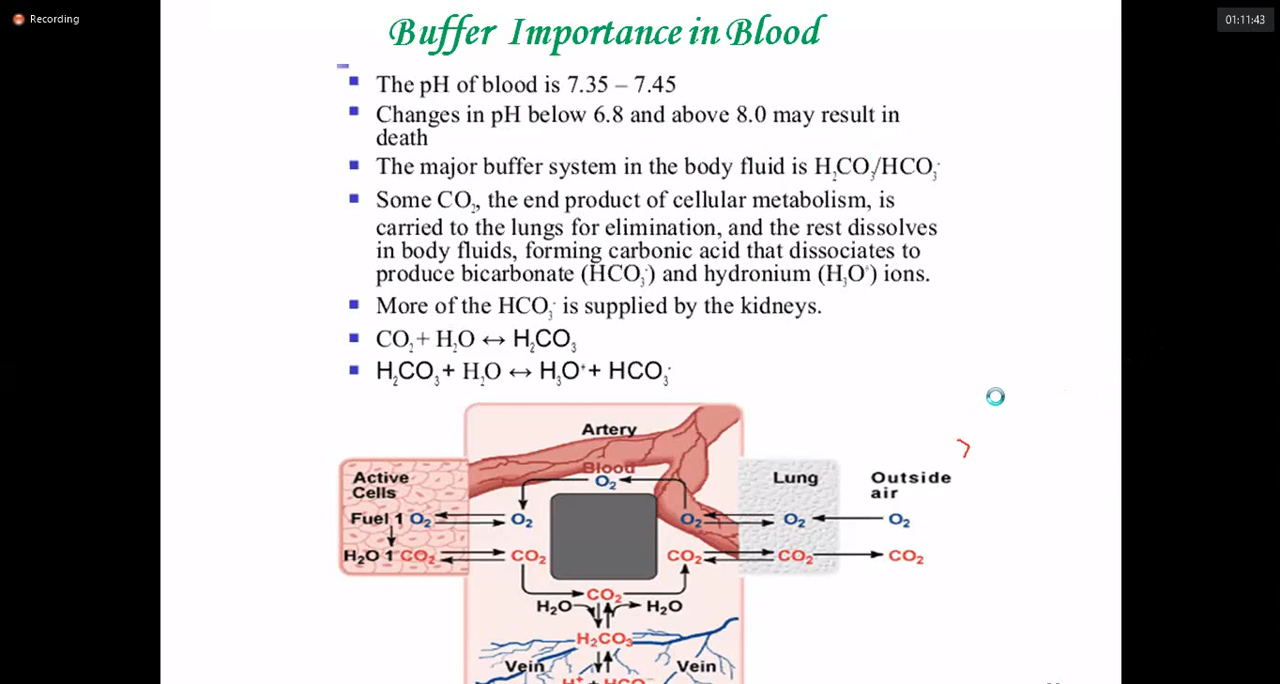 Recording
01:11:43
Buffer Importance in Blood
The pH of blood is 7.35 – 7.45
Changes in pH below 6.8 and above 8.0 may result in
death
The major buffer system in the body fluid is H₂CO₃/HCO₃⁻
Some CO₂, the end product of cellular metabolism, is
carried to the lungs for elimination, and the rest dissolves
in body fluids, forming carbonic acid that dissociates to
produce bicarbonate (HCO₃⁻) and hydronium (H₃O⁺) ions.
More of the HCO₃⁻ is supplied by the kidneys.
CO₂ + H₂O ↔ H₂CO₃
H₂CO₃ + H₂O ↔ H₃O⁺ + HCO₃⁻
Artery
Blood
Active
Cells
O₂
Lung
Outside
air
Fuel 1 O₂ O₂ O₂ O₂ O₂
H₂O 1 CO₂ CO₂ CO₂ CO₂ CO₂
CO₂
H₂O H₂O
H₂CO₃
Vein Vein
H⁺ + HCO₃⁻